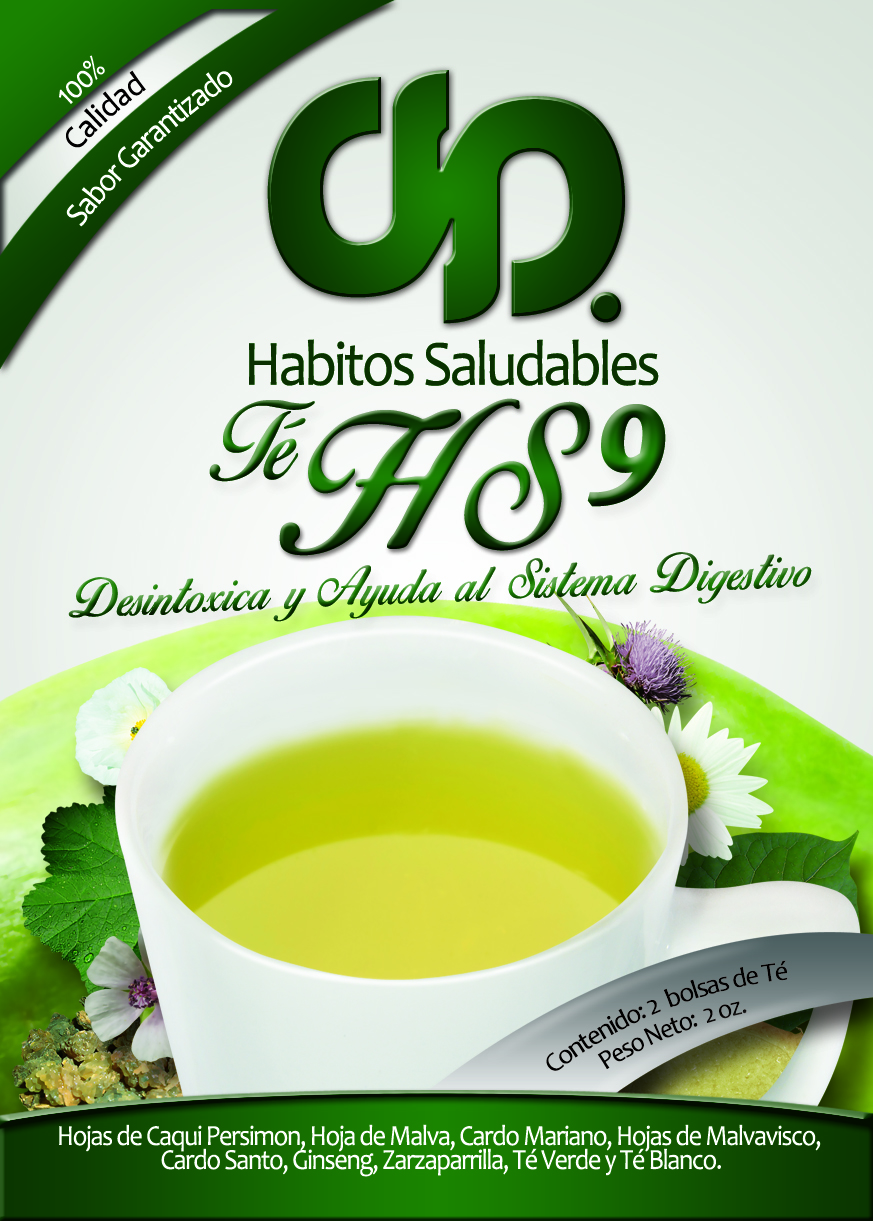 100%
Calidad
Sabor Garantizado
Habitos Saludables
Té HS9
Desintoxica y Ayuda al Sistema Digestivo
Contenido: 2 bolsas de Té
Peso Neto: 2 oz.
Hojas de Caqui Persimon, Hoja de Malva, Cardo Mariano, Hojas de Malvavisco,
Cardo Santo, Ginseng, Zarzaparrilla, Té Verde y Té Blanco.